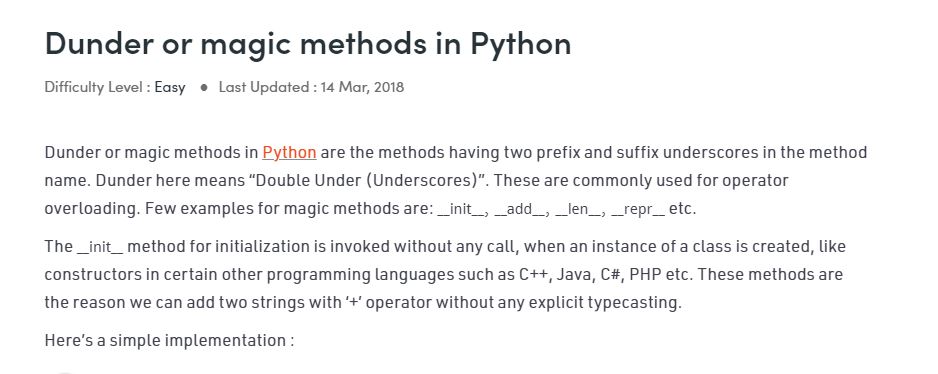 Dunder or magic methods in Python
Difficulty Level : Easy ● Last Updated : 14 Mar, 2018
Dunder or magic methods in Python are the methods having two prefix and suffix underscores in the method
name. Dunder here means “Double Under (Underscores)”. These are commonly used for operator
overloading. Few examples for magic methods are: __init__, __add__, __len__, __repr__ etc.
The __init__ method for initialization is invoked without any call, when an instance of a class is created, like
constructors in certain other programming languages such as C++, Java, C#, PHP etc. These methods are
the reason we can add two strings with ‘+’ operator without any explicit typecasting.
Here’s a simple implementation :